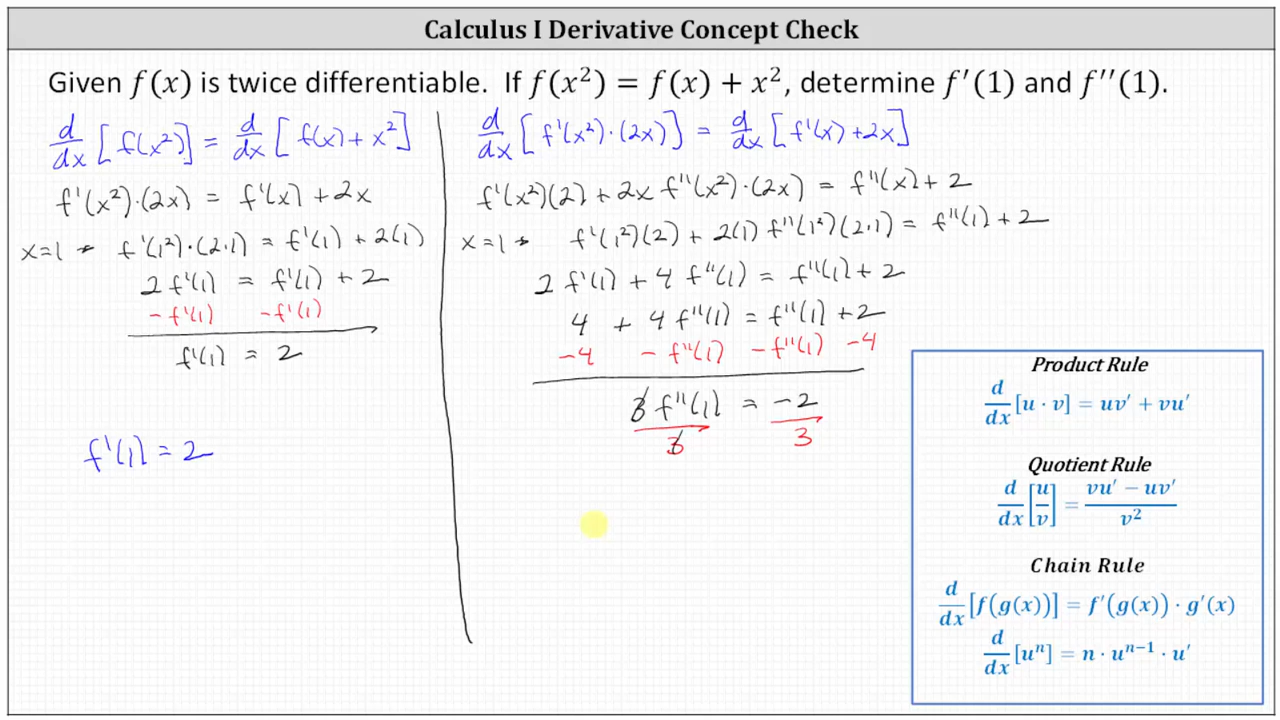 Calculus I Derivative Concept Check
Given f(x) is twice differentiable. If f(x²) = f(x) + x², determine f′(1) and f′′(1).
d/dx [f(x²)] = d/dx [f(x) + x²]
f'(x²)·(2x) = f'(x) + 2x
x=1 → f'(1²)·(2·1) = f'(1) + 2(1)
2f'(1) = f'(1) + 2
-f'(1) -f'(1)
f'(1) = 2
f'(1) = 2
d/dx [f'(x²)·(2x)] = d/dx [f'(x) + 2x]
f'(x²)(2) + 2x f''(x²)·(2x) = f''(x) + 2
x=1 → f'(1²)(2) + 2(1) f''(1²)(2·1) = f''(1) + 2
2f'(1) + 4 f''(1) = f''(1) + 2
4 + 4f''(1) = f''(1) + 2
-4 - f''(1) - f''(1) -4
3f''(1) = -2
3 3
Product Rule
d/dx [u · v] = uv′ + vu′
Quotient Rule
d/dx [u/v] = (vu′ − uv′)/v²
Chain Rule
d/dx [f(g(x))] = f′(g(x)) · g′(x)
d/dx [uⁿ] = n · uⁿ⁻¹ · u′